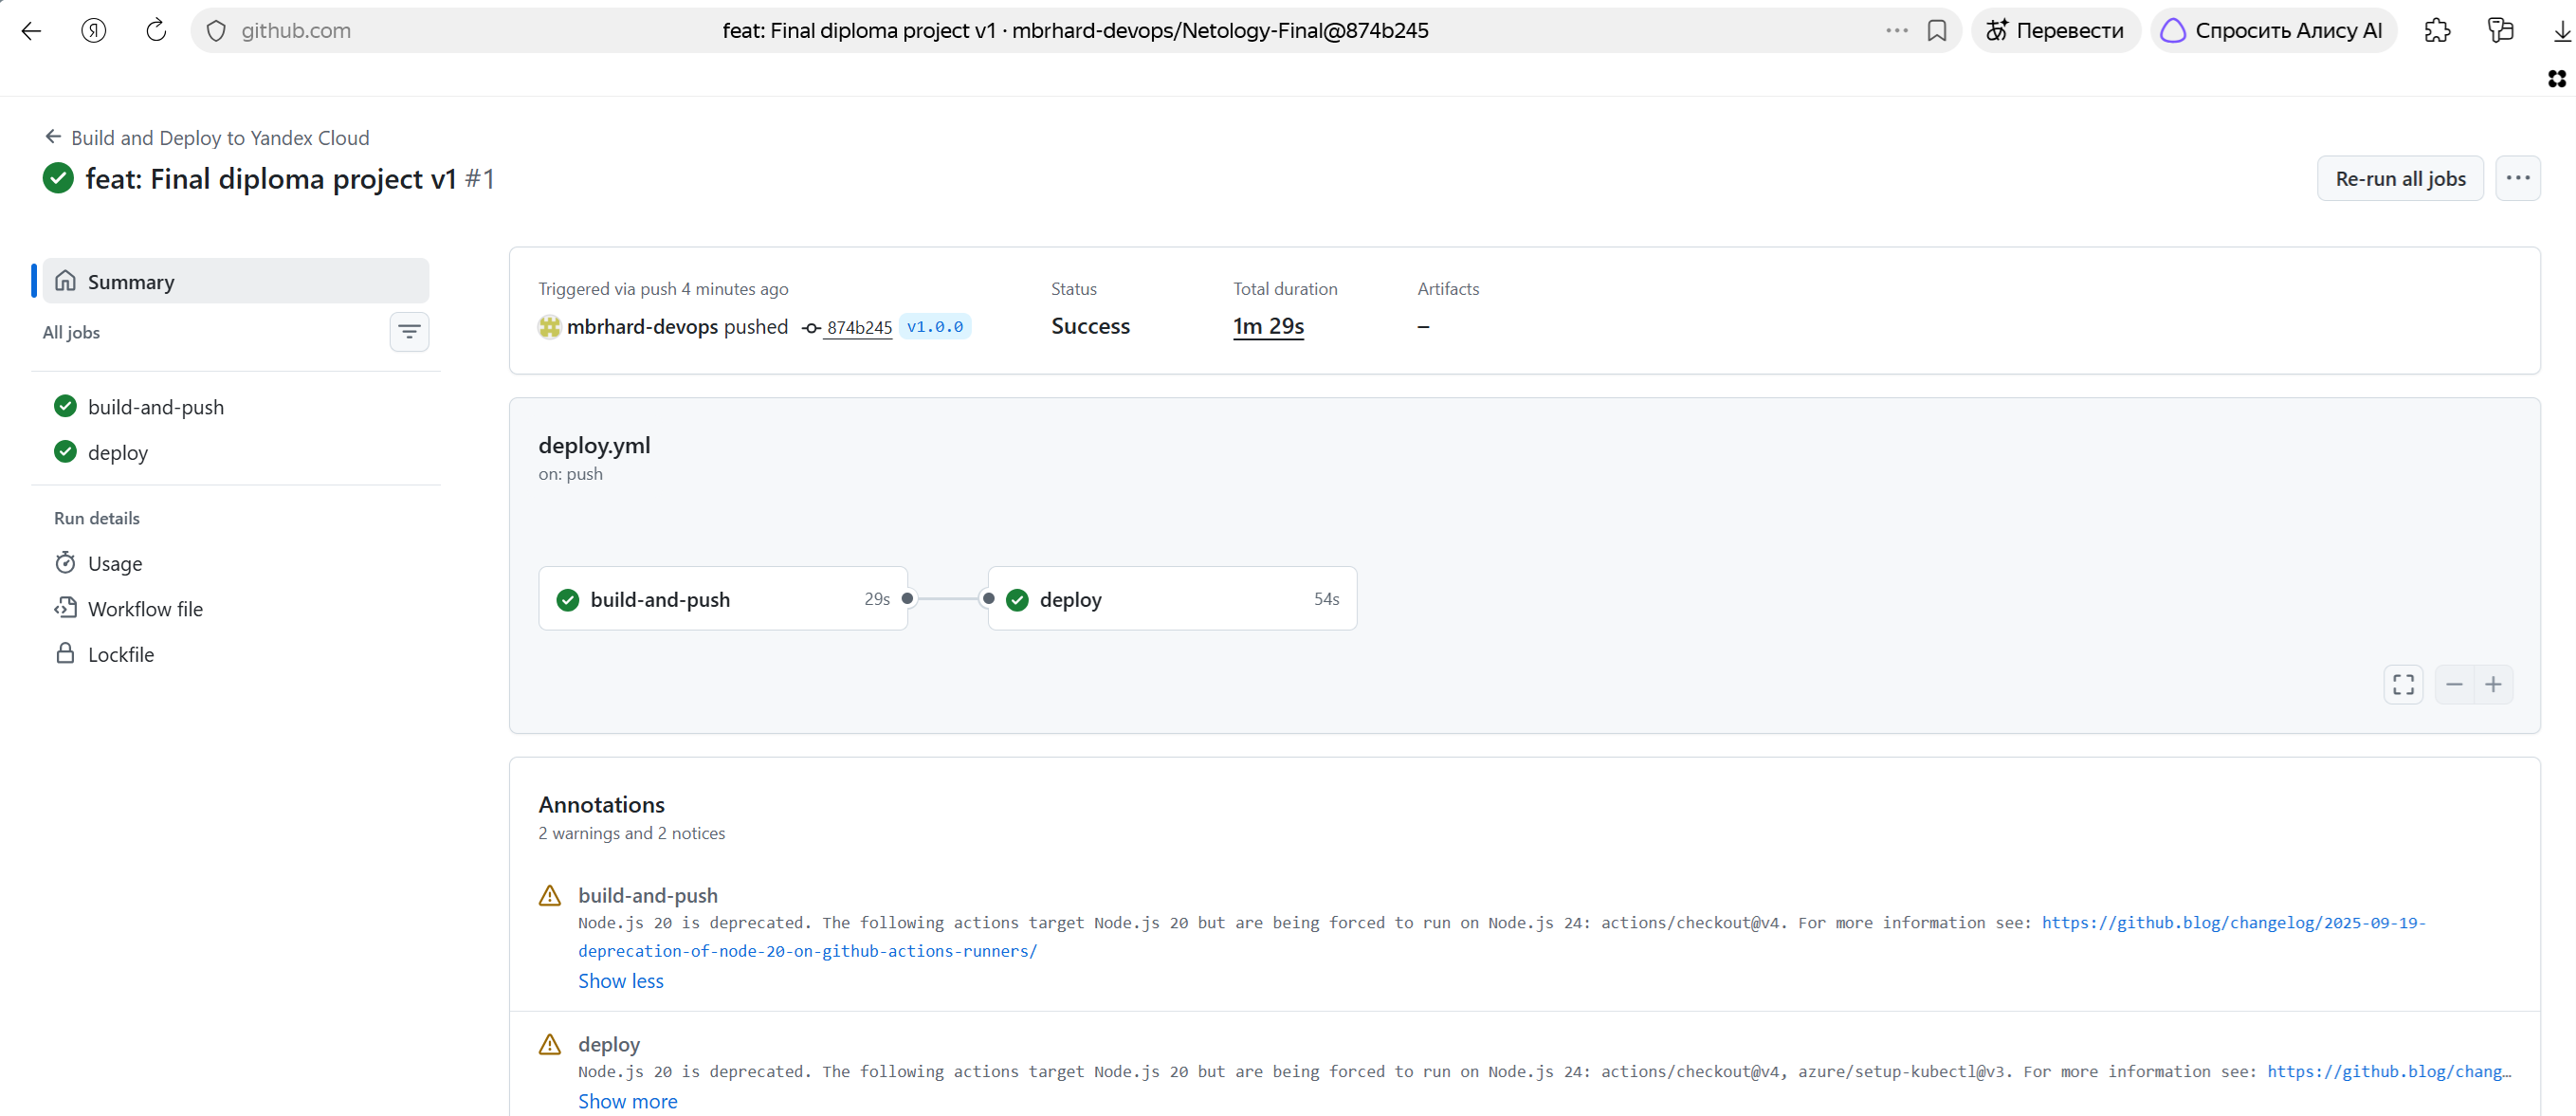 github.com
feat: Final diploma project v1 · mbrhard-devops/Netology-Final@874b245
Перевести
Спросить Алису AI
Build and Deploy to Yandex Cloud
feat: Final diploma project v1 #1
Re-run all jobs
Summary
All jobs
build-and-push
deploy
Run details
Usage
Workflow file
Lockfile
Triggered via push 4 minutes ago
mbrhard-devops pushed 874b245 v1.0.0
Status
Success
Total duration
1m 29s
Artifacts
–
deploy.yml
on: push
build-and-push 29s
deploy 54s
Annotations
2 warnings and 2 notices
build-and-push
Node.js 20 is deprecated. The following actions target Node.js 20 but are being forced to run on Node.js 24: actions/checkout@v4. For more information see: https://github.blog/changelog/2025-09-19-
deprecation-of-node-20-on-github-actions-runners/
Show less
deploy
Node.js 20 is deprecated. The following actions target Node.js 20 but are being forced to run on Node.js 24: actions/checkout@v4, azure/setup-kubectl@v3. For more information see: https://github.blog/chang…
Show more